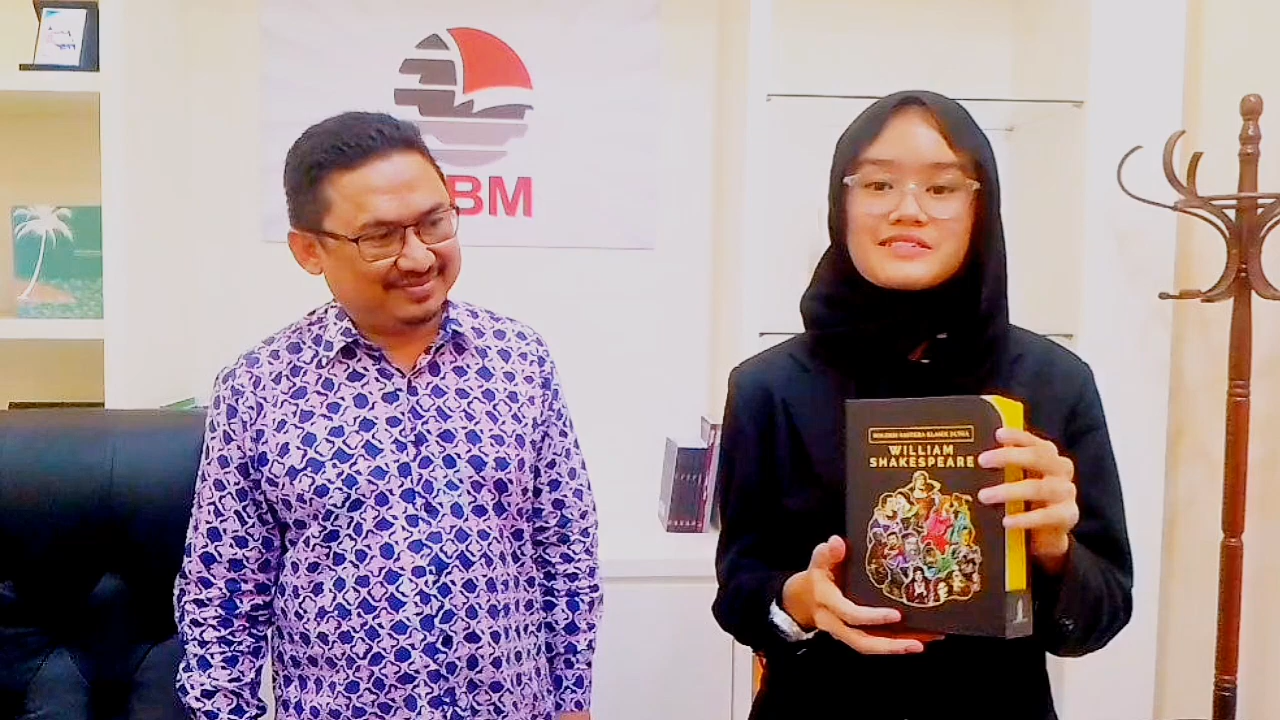 BM
KOLEKSI SASTERA KLASIK DUNIA
WILLIAM
SHAKESPEARE